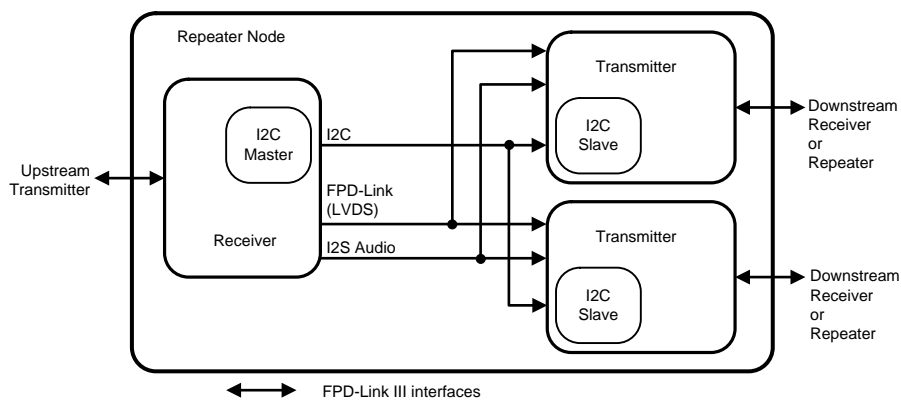 Repeater Node
Transmitter
I2C
Slave
Downstream
Receiver
or
Repeater
I2C
Master
I2C
Upstream
Transmitter
FPD-Link
(LVDS)
Receiver
I2S Audio
Transmitter
I2C
Slave
Downstream
Receiver
or
Repeater
FPD-Link III interfaces